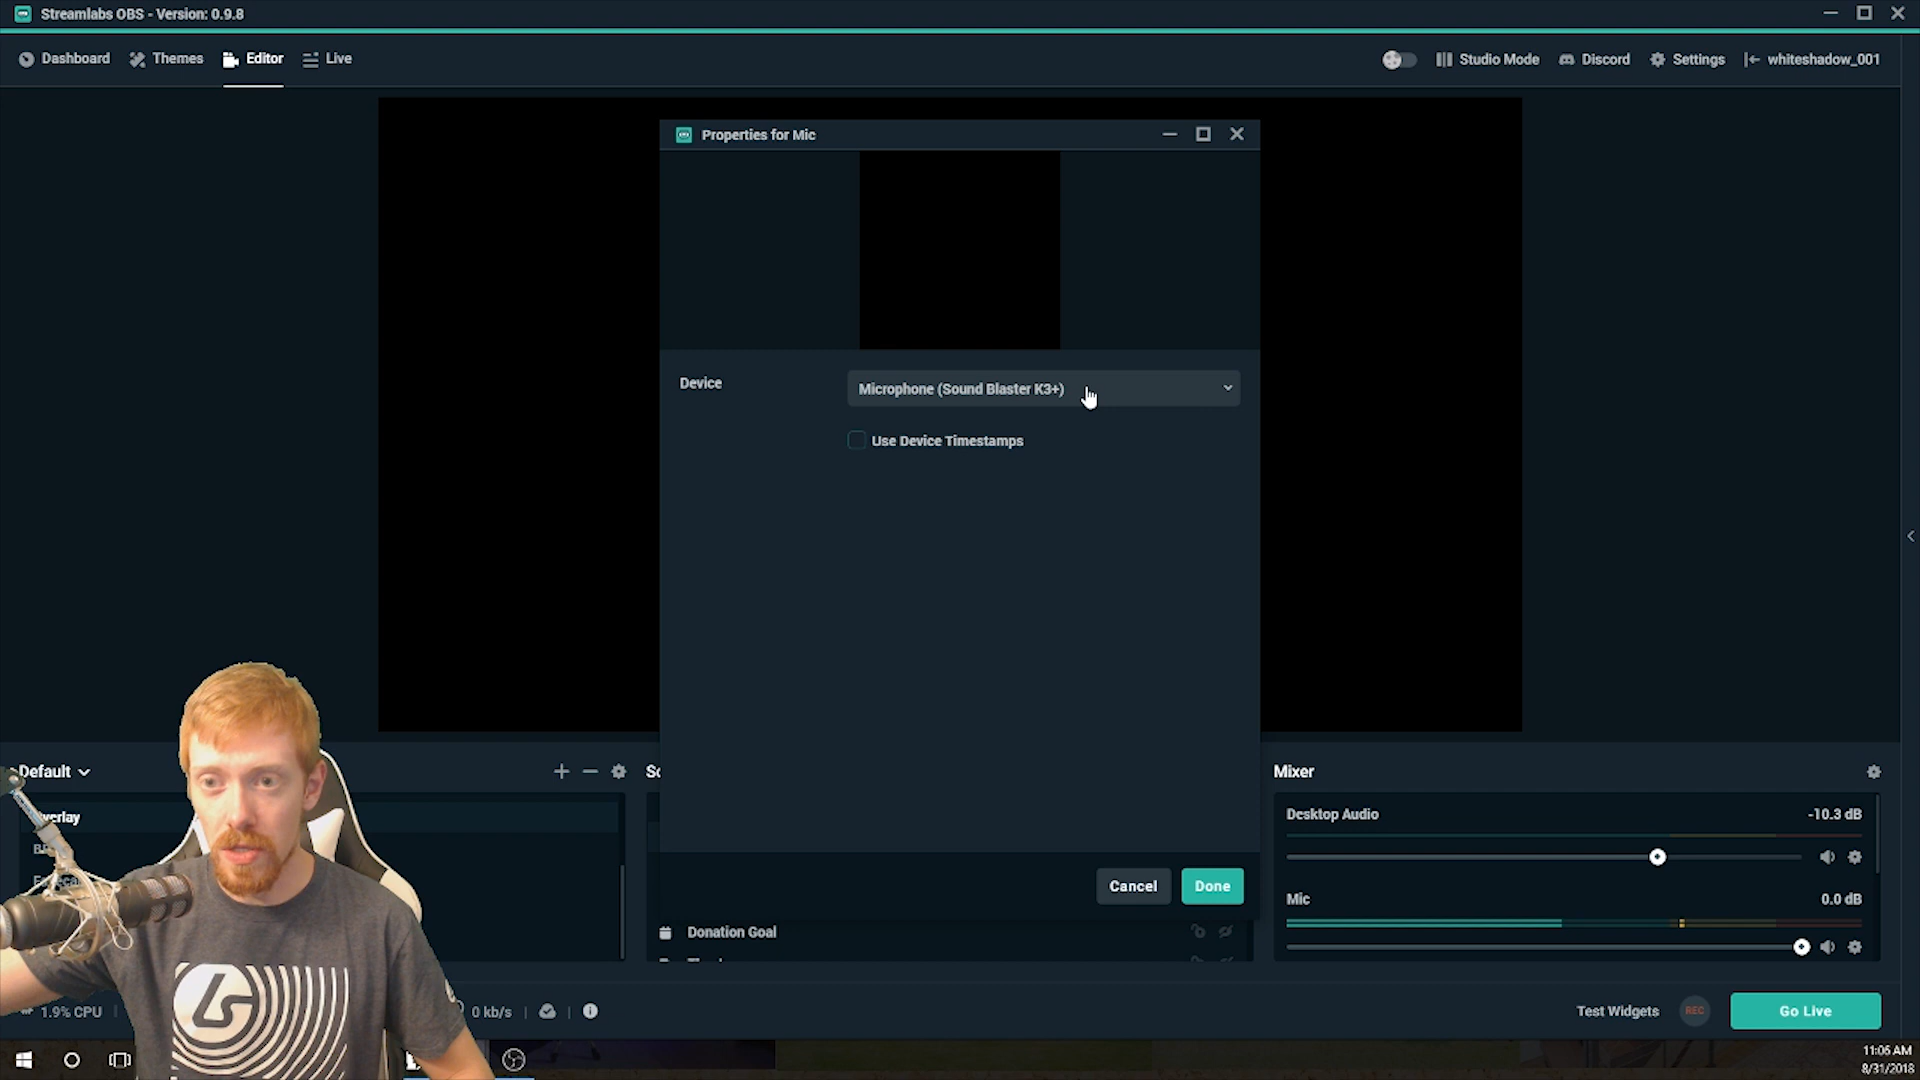 Streamlabs OBS - Version: 0.9.8
Dashboard
Themes
Editor
Live
Studio Mode
Discord
Settings
whiteshadow_001
Properties for Mic
Device
Microphone (Sound Blaster K3+)
Use Device Timestamps
Cancel
Done
Default
Mixer
Desktop Audio
-10.3 dB
Mic
0.0 dB
Donation Goal
1.9% CPU
0 kb/s
Test Widgets
REC
Go Live
11:06 AM
8/31/2018